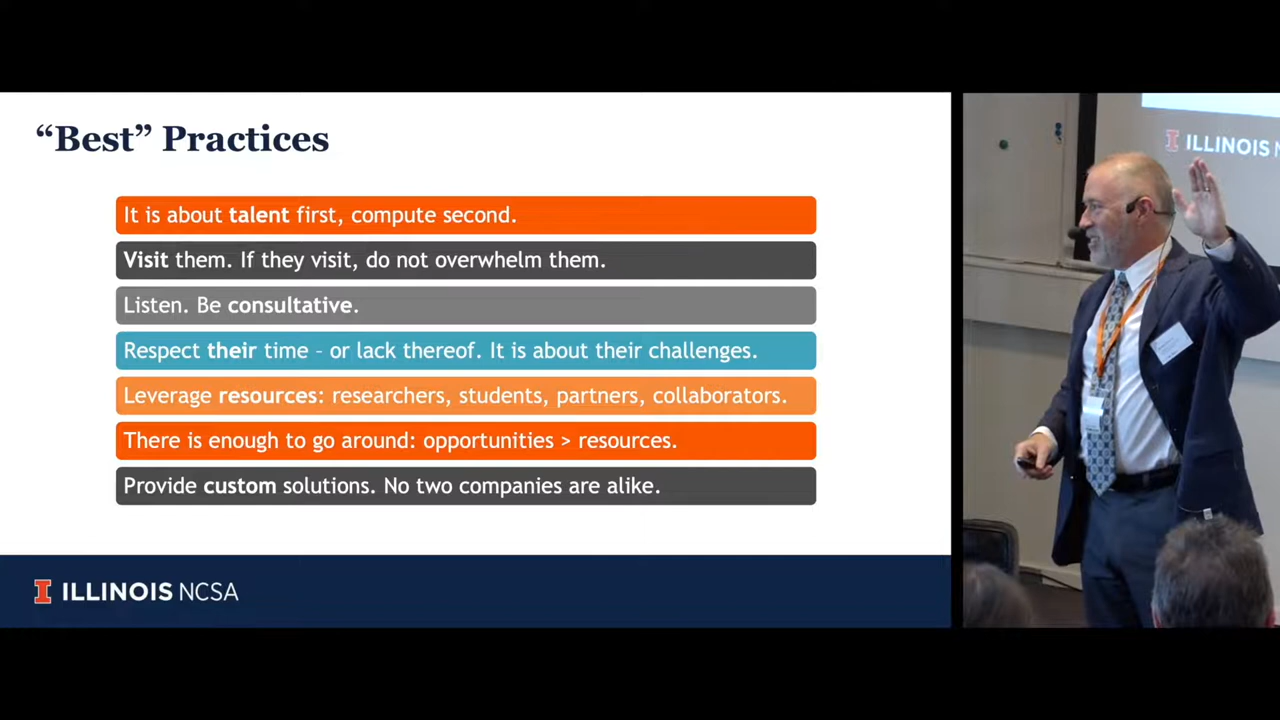 “Best” Practices
It is about talent first, compute second.
Visit them. If they visit, do not overwhelm them.
Listen. Be consultative.
Respect their time – or lack thereof. It is about their challenges.
Leverage resources: researchers, students, partners, collaborators.
There is enough to go around: opportunities > resources.
Provide custom solutions. No two companies are alike.
I ILLINOIS NCSA
I ILLINOIS N